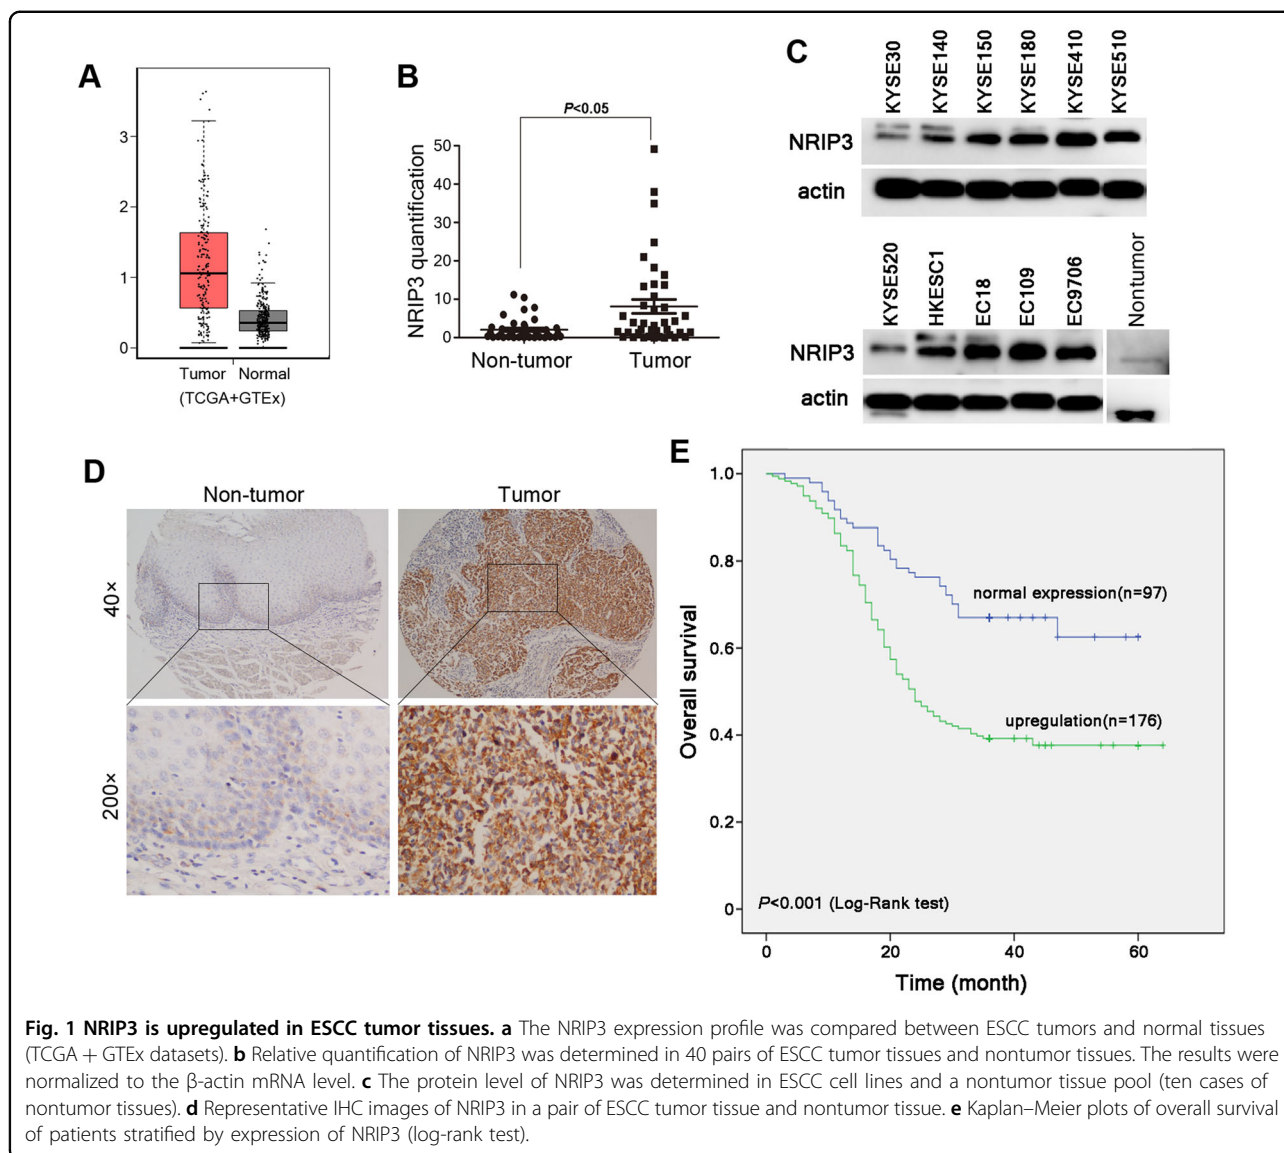 A
3
2
1
0
Tumor Normal
(TCGA+GTEx)
B
P<0.05
NRIP3 quantification
50
40
30
20
10
0
Non-tumor Tumor
C
KYSE30 KYSE140 KYSE150 KYSE180 KYSE410 KYSE510
NRIP3
actin
KYSE520 HKESC1 EC18 EC109 EC9706 Nontumor
NRIP3
actin
D
Non-tumor Tumor
40×
200×
E
Overall survival
1.0
0.8
0.6
0.4
0.2
0
normal expression(n=97)
upregulation(n=176)
P<0.001 (Log-Rank test)
0 20 40 60
Time (month)
Fig. 1 NRIP3 is upregulated in ESCC tumor tissues. a The NRIP3 expression profile was compared between ESCC tumors and normal tissues
(TCGA + GTEx datasets). b Relative quantification of NRIP3 was determined in 40 pairs of ESCC tumor tissues and nontumor tissues. The results were
normalized to the β-actin mRNA level. c The protein level of NRIP3 was determined in ESCC cell lines and a nontumor tissue pool (ten cases of
nontumor tissues). d Representative IHC images of NRIP3 in a pair of ESCC tumor tissue and nontumor tissue. e Kaplan–Meier plots of overall survival
of patients stratified by expression of NRIP3 (log-rank test).